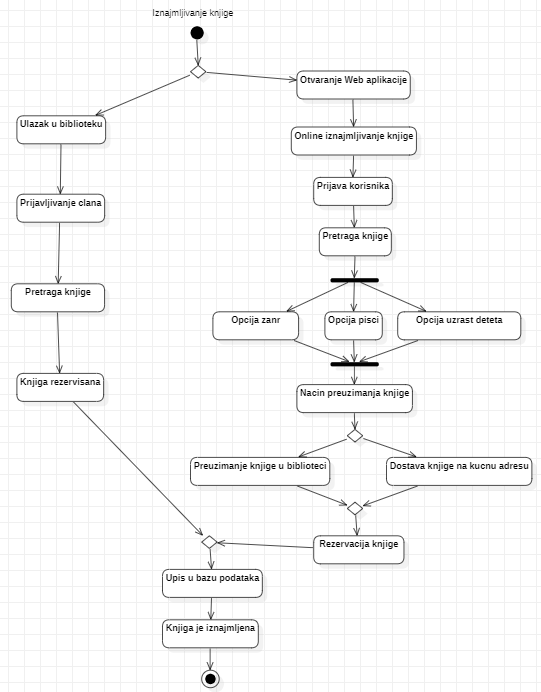 Iznajmljivanje knjige
Otvaranje Web aplikacije
Ulazak u biblioteku
Online iznajmljivanje knjige
Prijava korisnika
Prijavljivanje clana
Pretraga knjige
Pretraga knjige
Opcija zanr
Opcija pisci
Opcija uzrast deteta
Knjiga rezervisana
Nacin preuzimanja knjige
Preuzimanje knjige u biblioteci
Dostava knjige na kucnu adresu
Rezervacija knjige
Upis u bazu podataka
Knjiga je iznajmljena